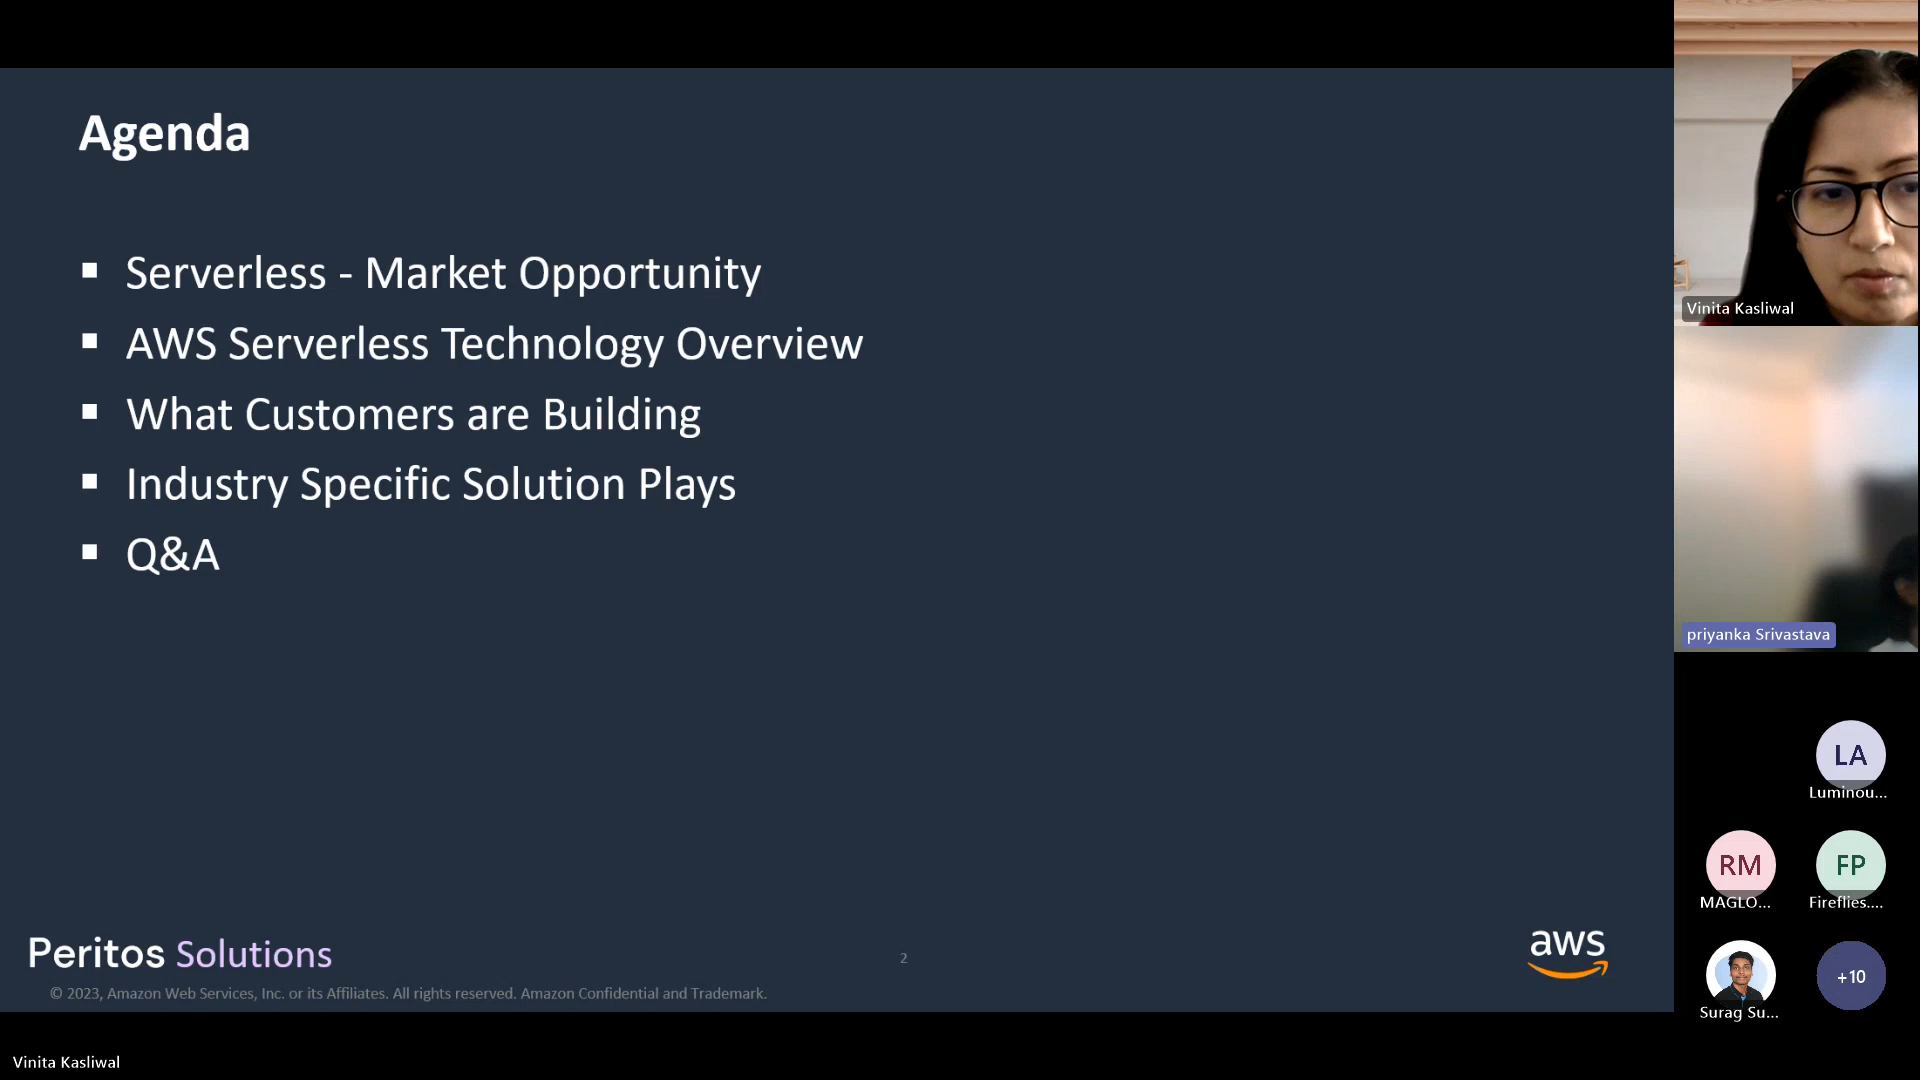 Agenda
Serverless - Market Opportunity
AWS Serverless Technology Overview
What Customers are Building
Industry Specific Solution Plays
Q&A
Peritos Solutions
2
aws
© 2023, Amazon Web Services, Inc. or its Affiliates. All rights reserved. Amazon Confidential and Trademark.
Vinita Kasliwal
Vinita Kasliwal
priyanka Srivastava
LA
Luminou...
RM
MAGLO...
FP
Fireflies....
Surag Su...
+10